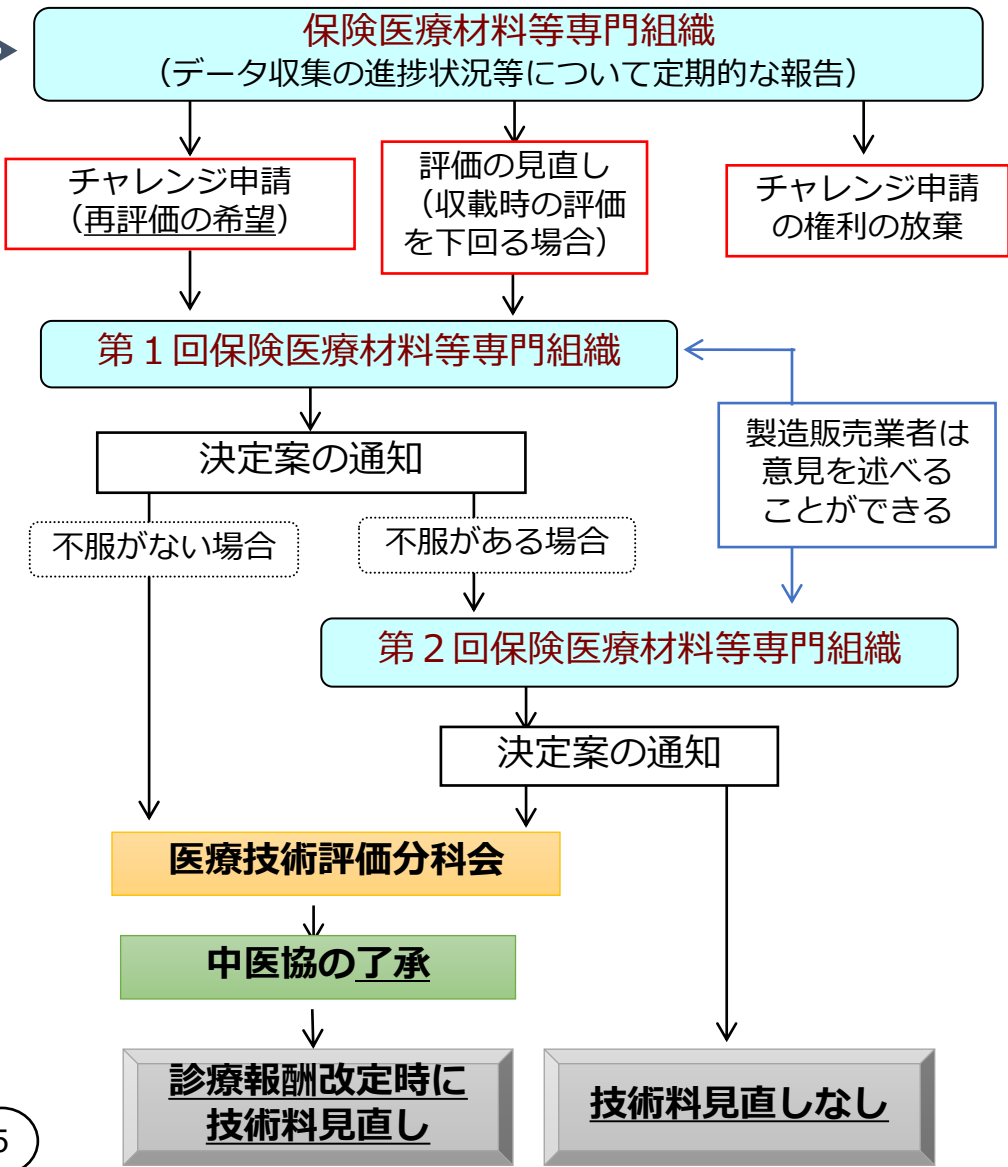 保険医療材料等専門組織
（データ収集の進捗状況等について定期的な報告）
チャレンジ申請
（再評価の希望）
評価の見直し
（収載時の評価
を下回る場合）
チャレンジ申請
の権利の放棄
第１回保険医療材料等専門組織
決定案の通知
製造販売業者は
意見を述べる
ことができる
不服がない場合
不服がある場合
第２回保険医療材料等専門組織
決定案の通知
医療技術評価分科会
中医協の了承
診療報酬改定時に
技術料見直し
技術料見直しなし